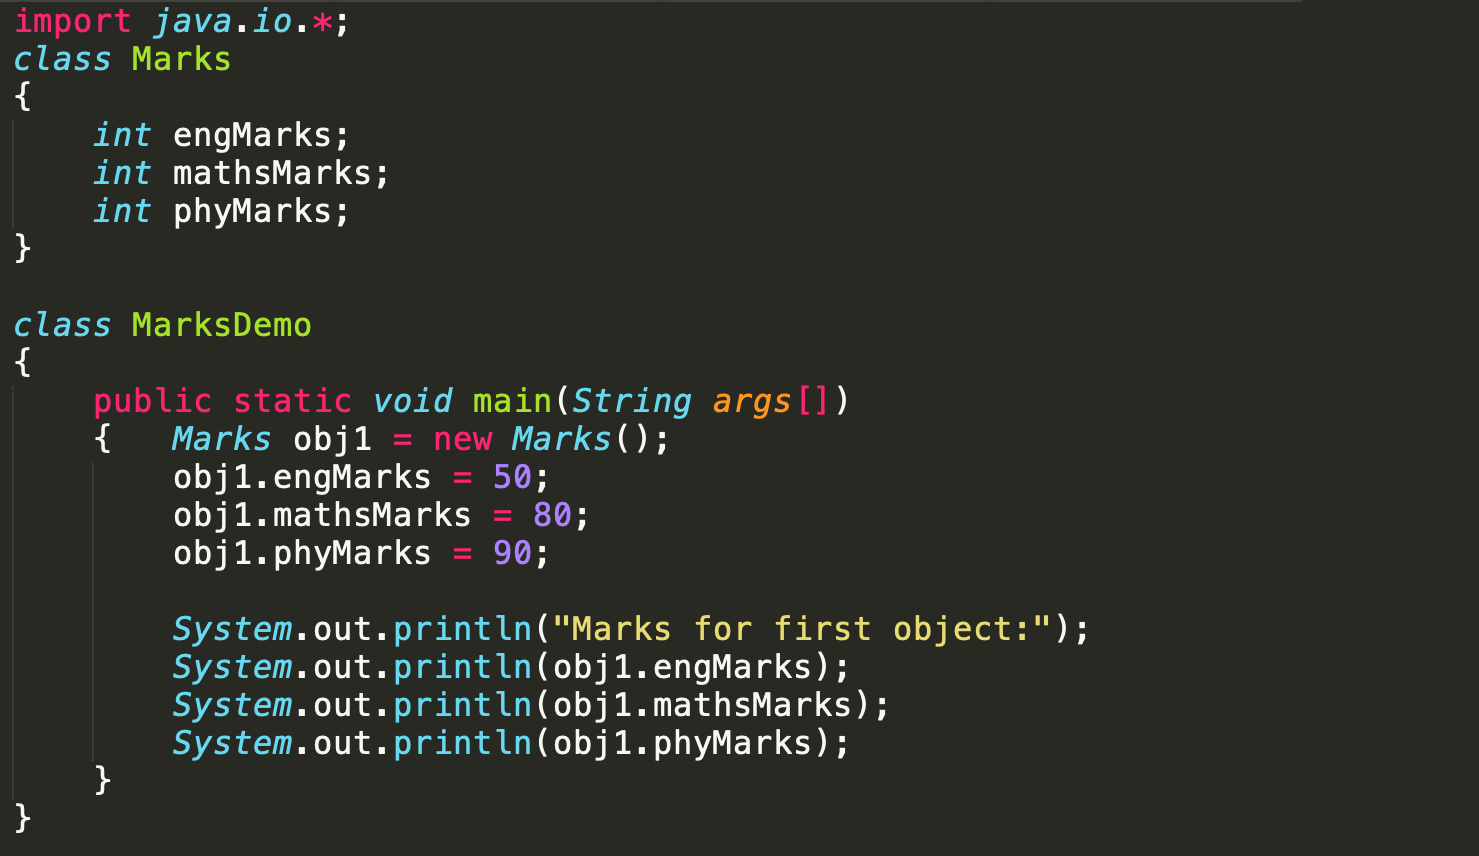 import java.io.*;
class Marks
{
    int engMarks;
    int mathsMarks;
    int phyMarks;
}

class MarksDemo
{
    public static void main(String args[])
    {   Marks obj1 = new Marks();
        obj1.engMarks = 50;
        obj1.mathsMarks = 80;
        obj1.phyMarks = 90;

        System.out.println("Marks for first object:");
        System.out.println(obj1.engMarks);
        System.out.println(obj1.mathsMarks);
        System.out.println(obj1.phyMarks);
    }
}